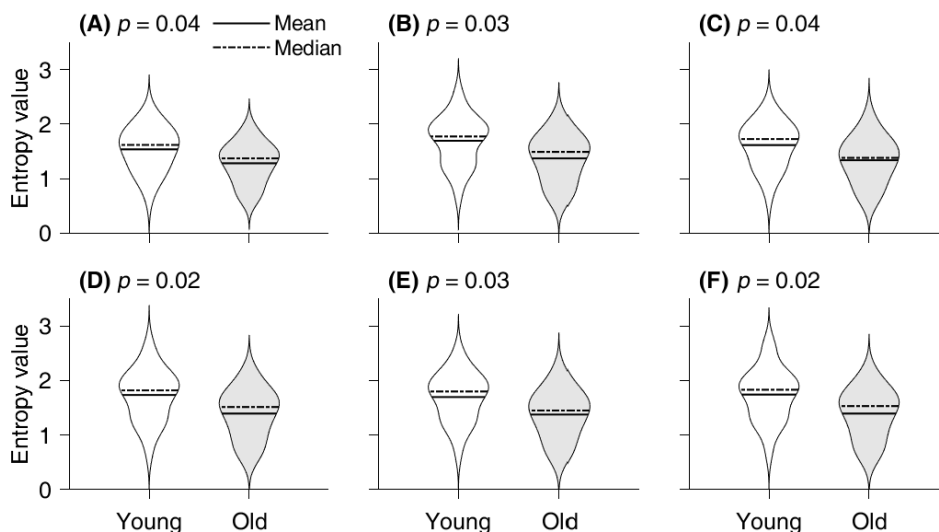 (A) p = 0.04
Mean
Median
(B) p = 0.03
(C) p = 0.04
Entropy value
3
2
1
0
(D) p = 0.02
(E) p = 0.03
(F) p = 0.02
Entropy value
3
2
1
0
Young Old Young Old Young Old